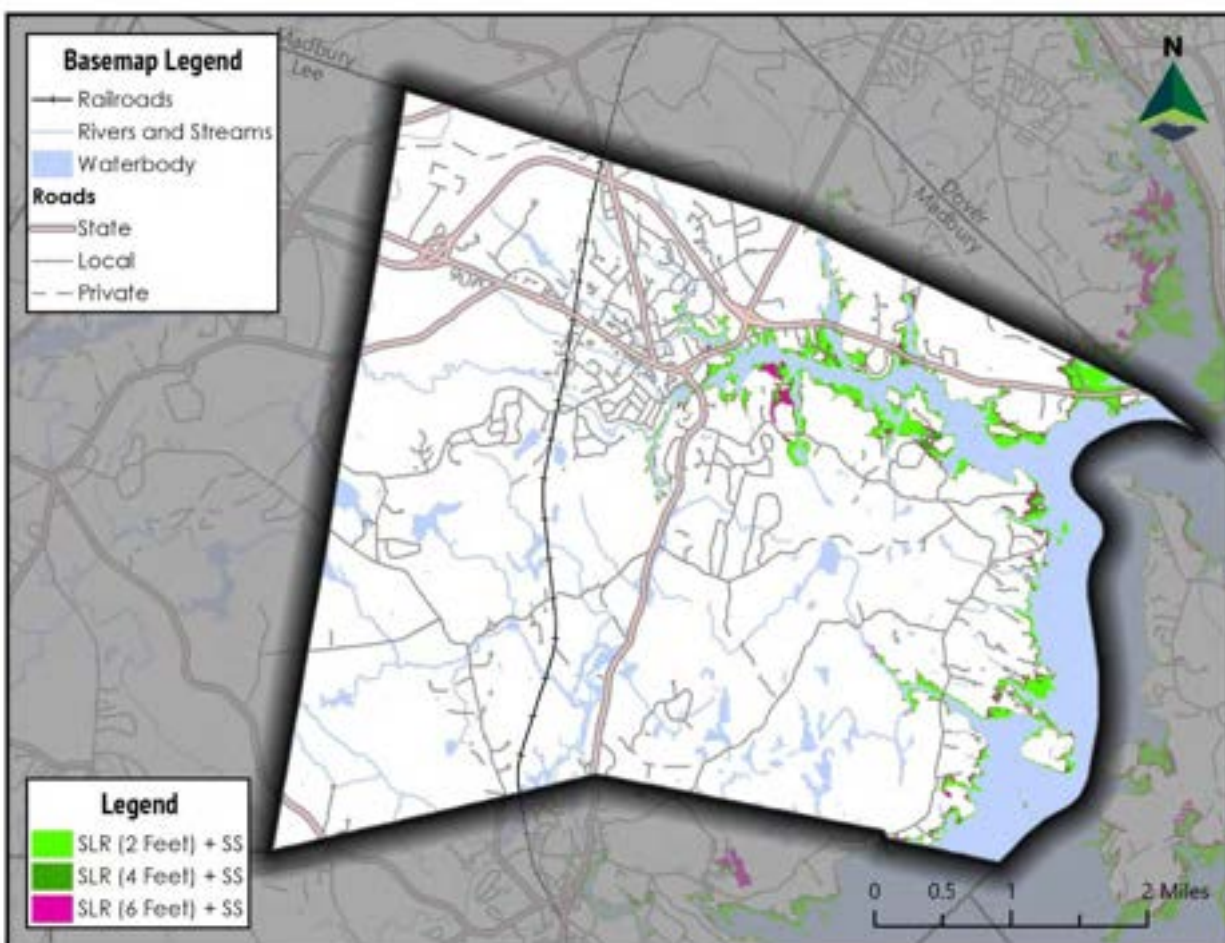 Basemap Legend
Railroads
Rivers and Streams
Waterbody
Roads
State
Local
Private
Madbury
Lee
N
Dover
Madbury
Legend
SLR (2 Feet) + SS
SLR (4 Feet) + SS
SLR (6 Feet) + SS
0 0.5 1 2 Miles